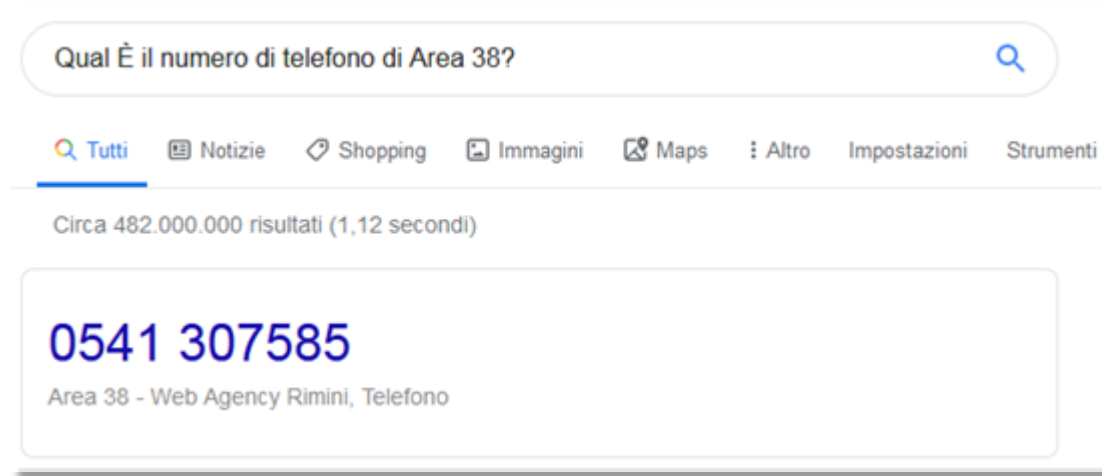 Qual È il numero di telefono di Area 38?
Tutti Notizie Shopping Immagini Maps Altro Impostazioni Strumenti
Circa 482.000.000 risultati (1,12 secondi)
0541 307585
Area 38 - Web Agency Rimini, Telefono